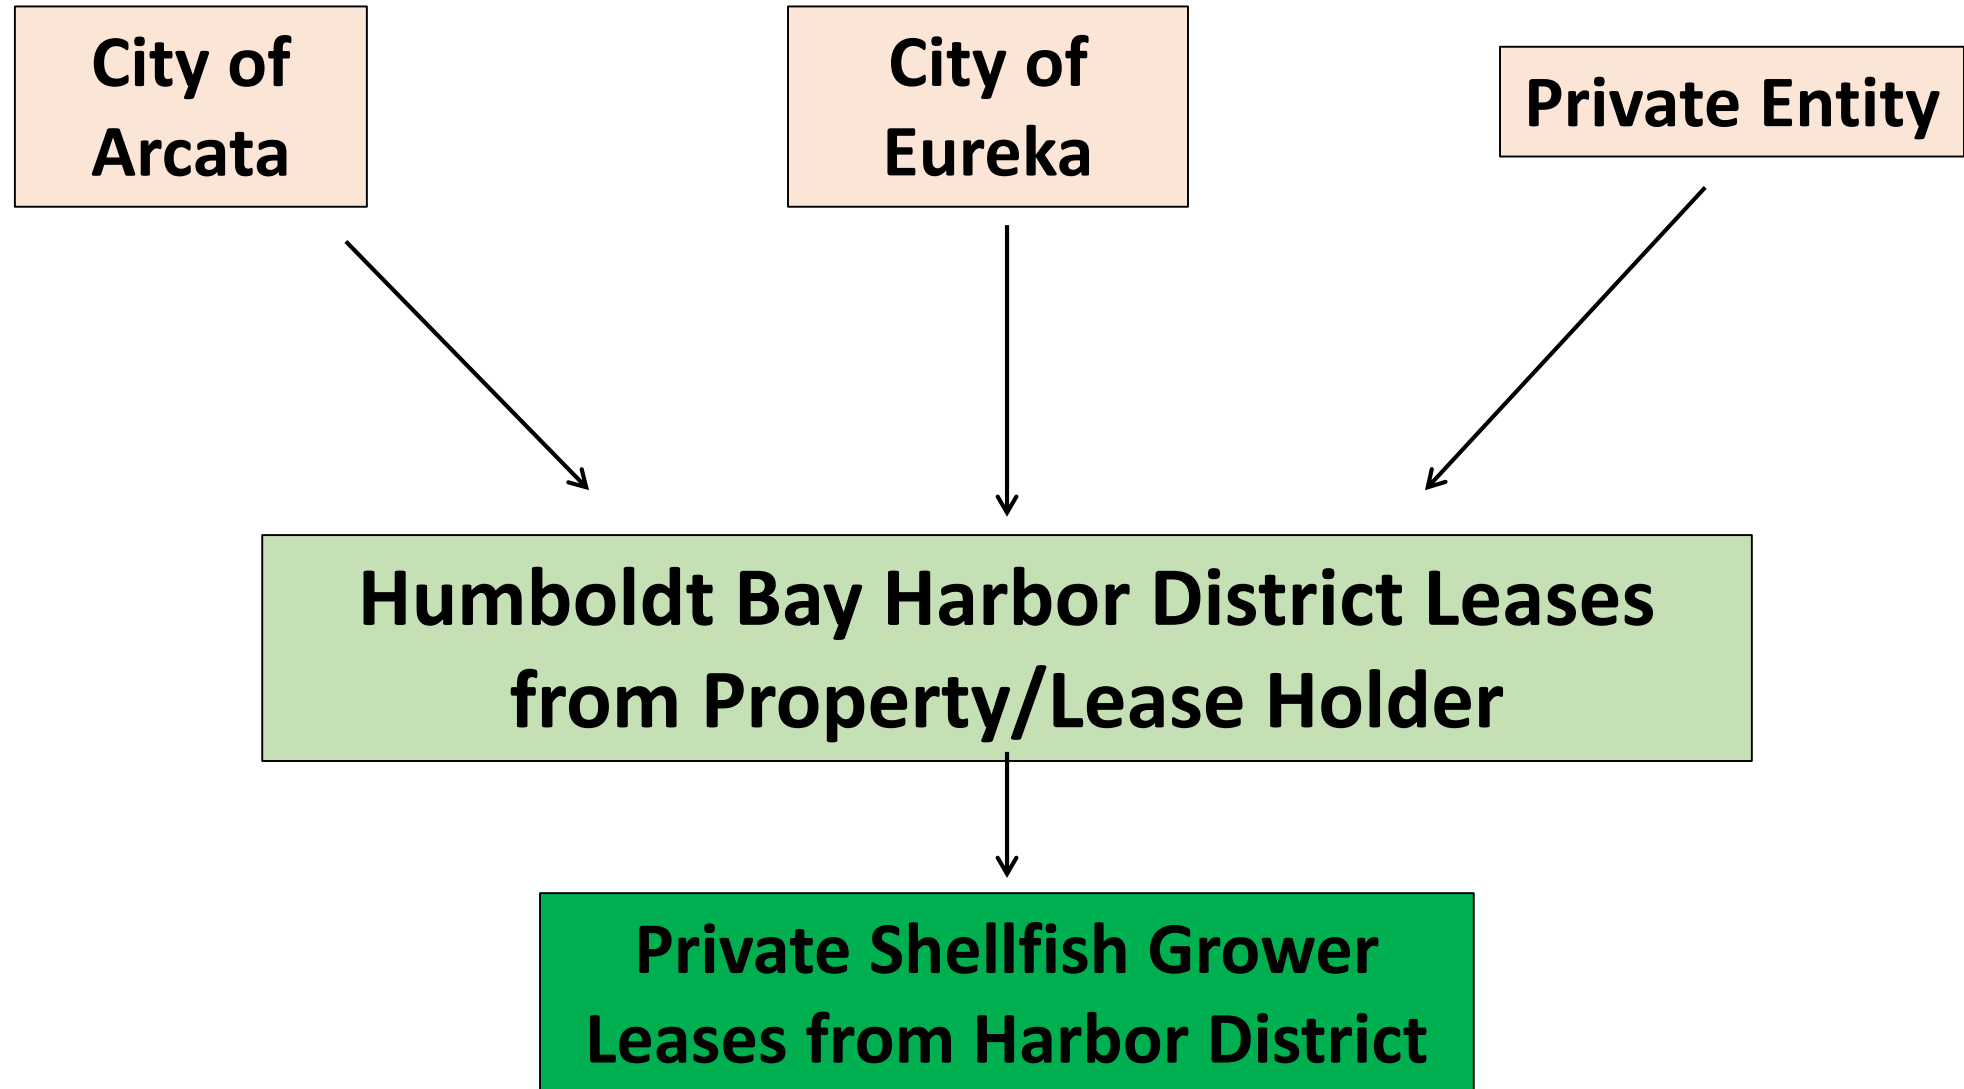 City of
Arcata
City of
Eureka
Private Entity
Humboldt Bay Harbor District Leases
from Property/Lease Holder
Private Shellfish Grower
Leases from Harbor District